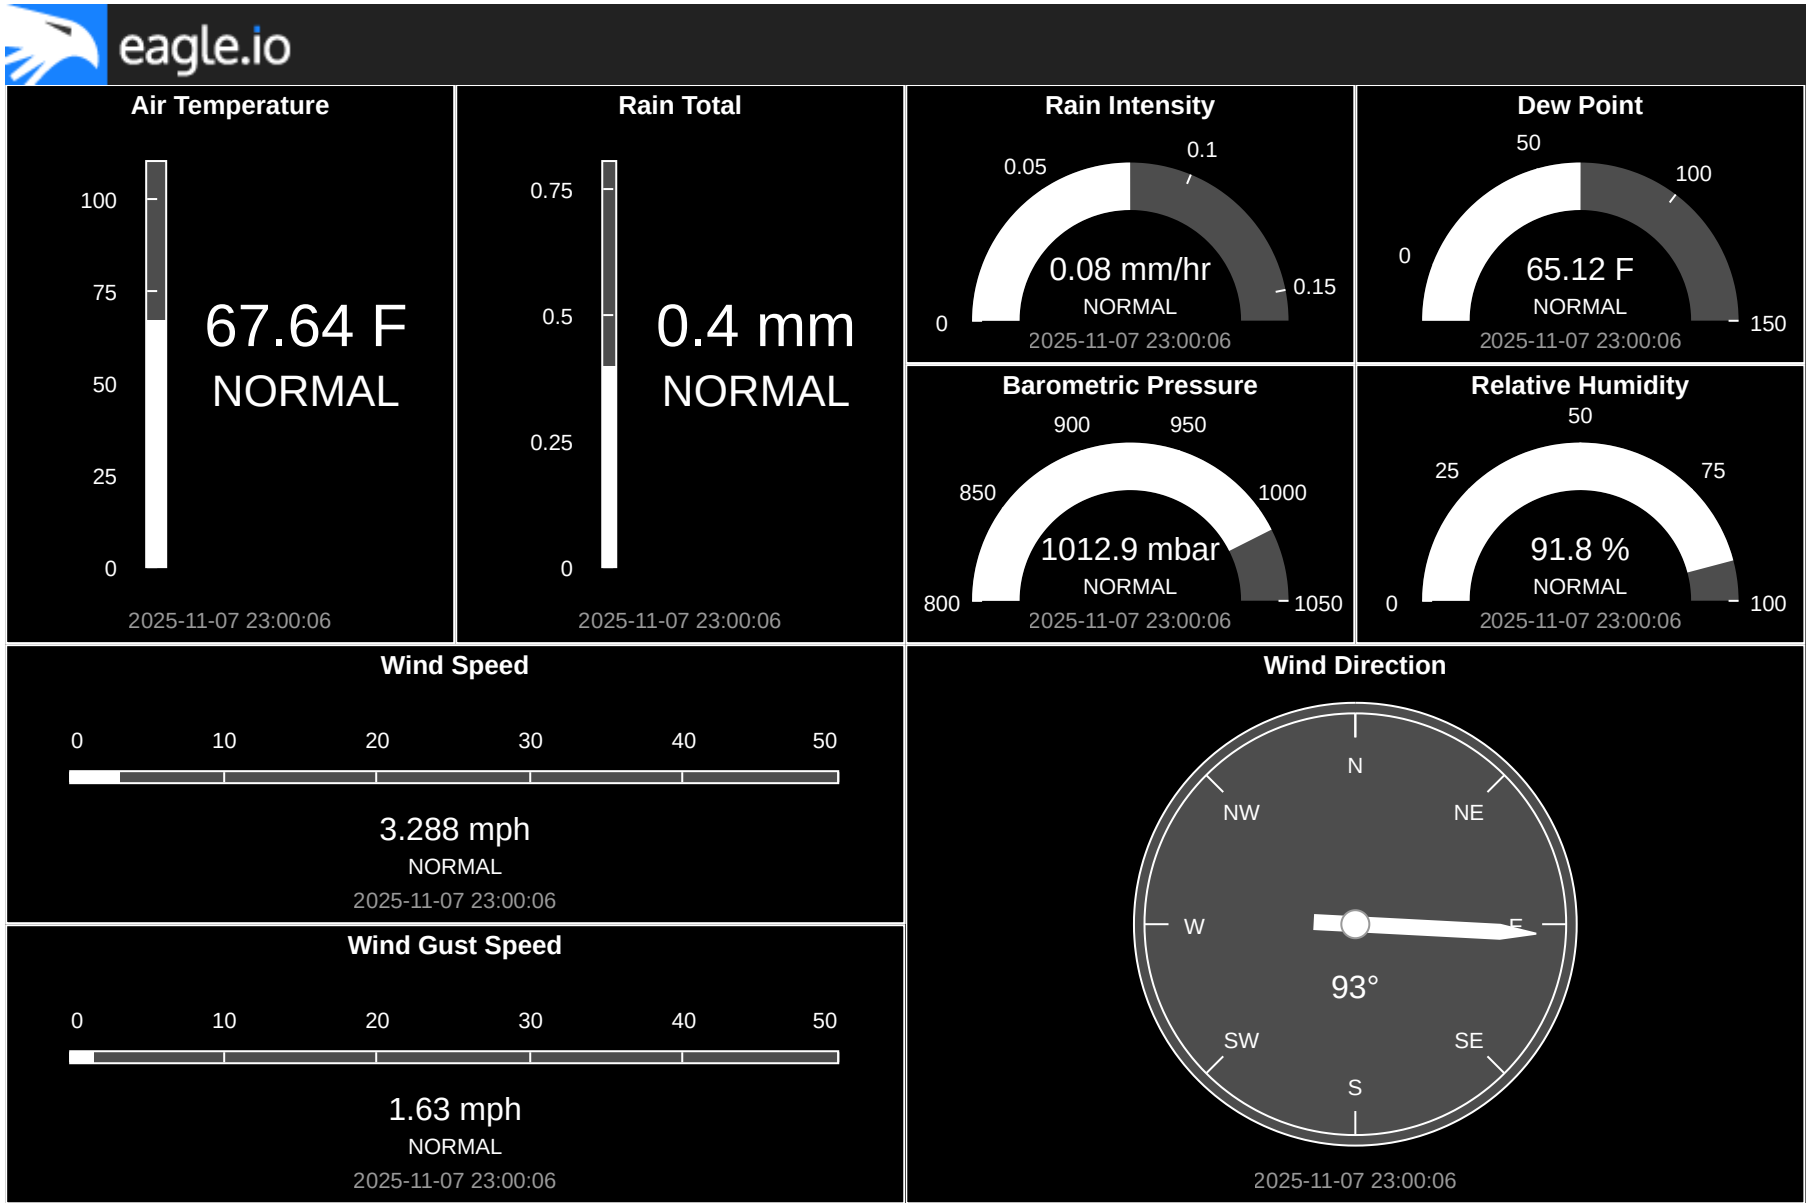 eagle.io
Air Temperature
100
75
50
25
0
67.64 F
NORMAL
2025-11-07 23:00:06
Rain Total
0.75
0.5
0.25
0
0.4 mm
NORMAL
2025-11-07 23:00:06
Rain Intensity
0
0.05
0.1
0.15
0.08 mm/hr
NORMAL
2025-11-07 23:00:06
Dew Point
0
50
100
150
65.12 F
NORMAL
2025-11-07 23:00:06
Barometric Pressure
800
850
900
950
1000
1050
1012.9 mbar
NORMAL
2025-11-07 23:00:06
Relative Humidity
0
25
50
75
100
91.8 %
NORMAL
2025-11-07 23:00:06
Wind Speed
0 10 20 30 40 50
3.288 mph
NORMAL
2025-11-07 23:00:06
Wind Gust Speed
0 10 20 30 40 50
1.63 mph
NORMAL
2025-11-07 23:00:06
Wind Direction
N
NW NE
W E
93°
SW SE
S
2025-11-07 23:00:06